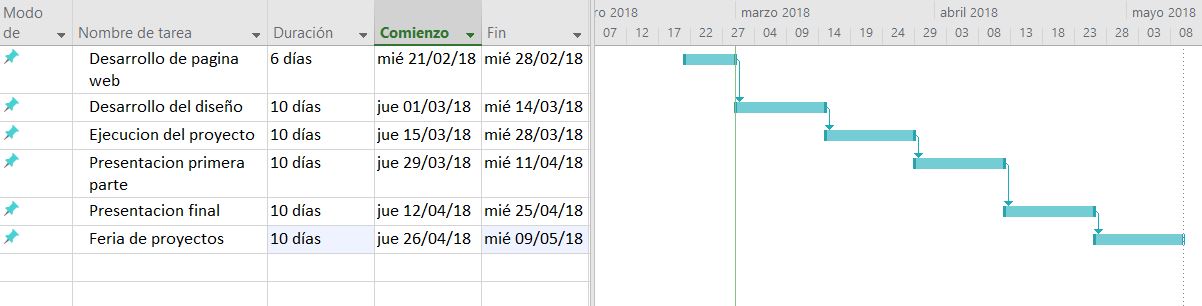 Modo de Nombre de tarea Duración Comienzo Fin
ro 2018 marzo 2018 abril 2018 mayo 2018
07 12 17 22 27 04 09 14 19 24 29 03 08 13 18 23 28 03 08
Desarrollo de pagina web 6 días mié 21/02/18 mié 28/02/18
Desarrollo del diseño 10 días jue 01/03/18 mié 14/03/18
Ejecucion del proyecto 10 días jue 15/03/18 mié 28/03/18
Presentacion primera parte 10 días jue 29/03/18 mié 11/04/18
Presentacion final 10 días jue 12/04/18 mié 25/04/18
Feria de proyectos 10 días jue 26/04/18 mié 09/05/18